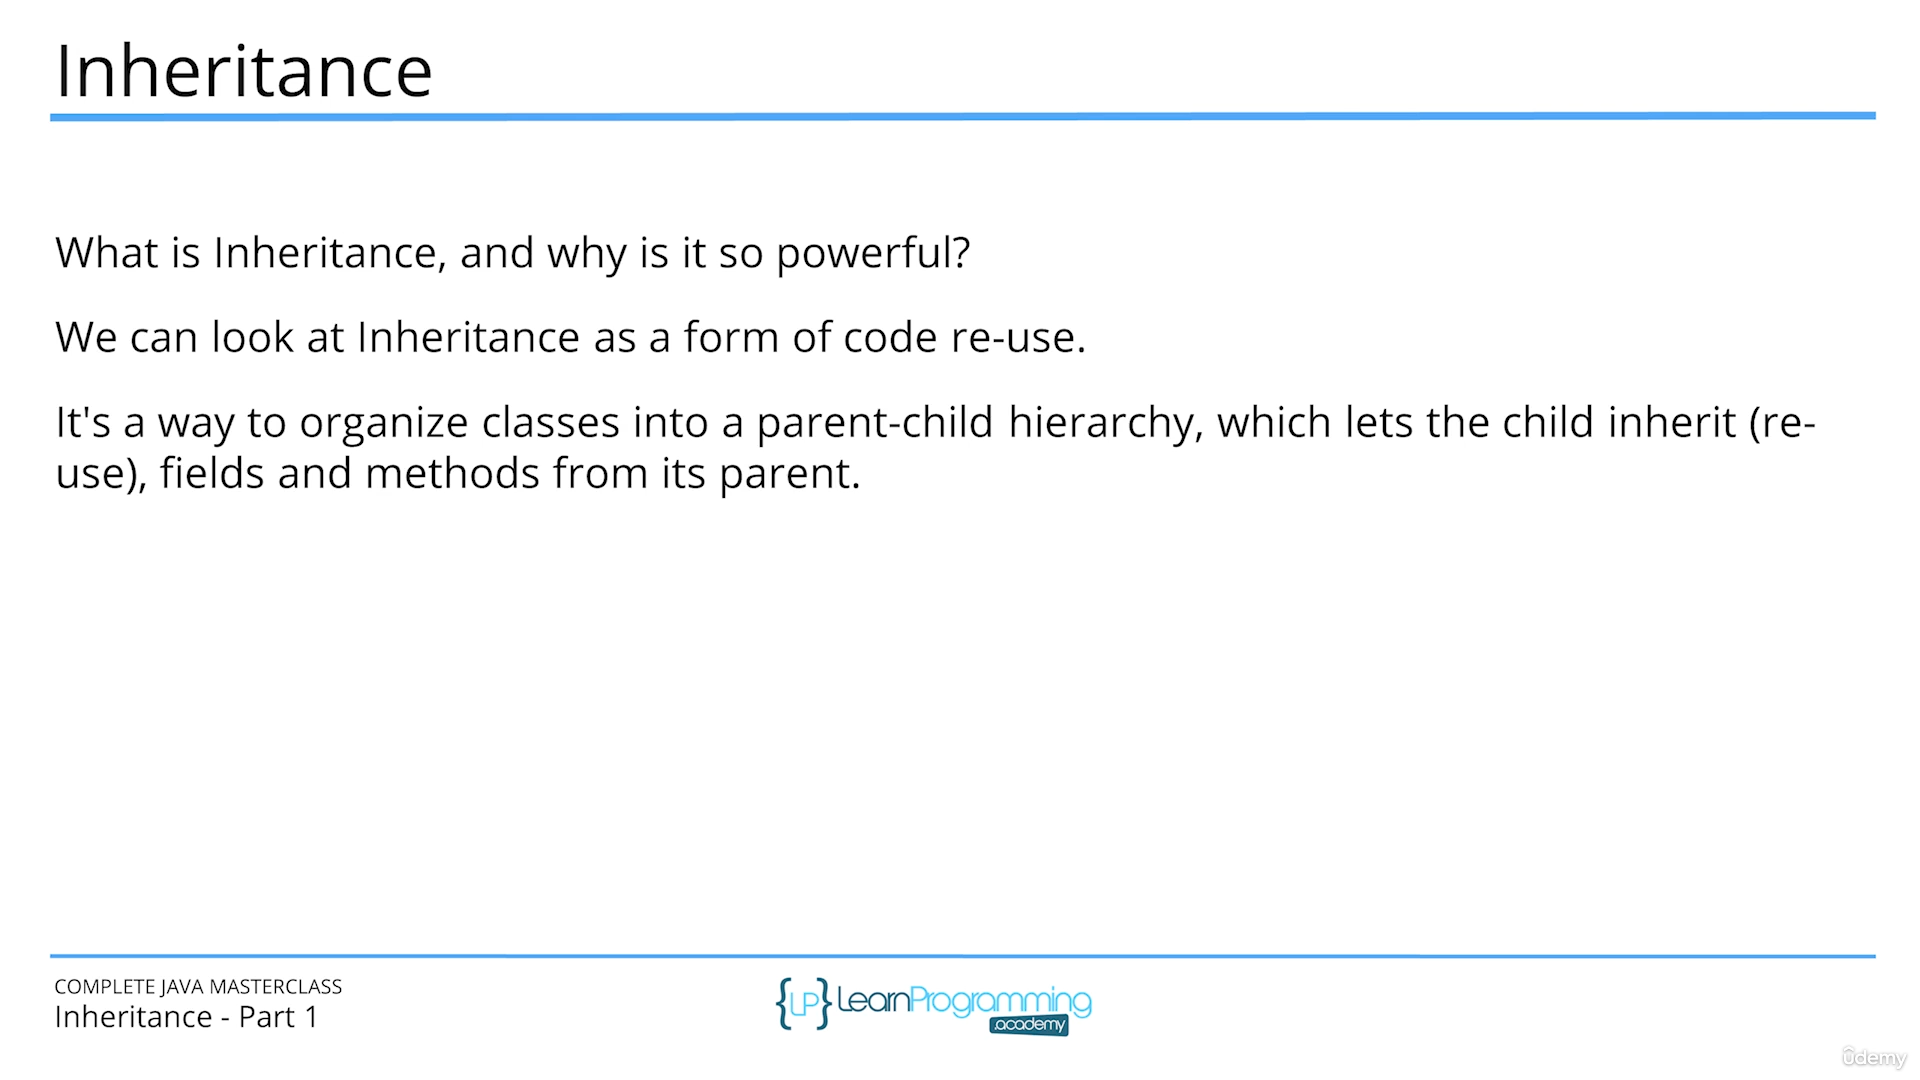 Inheritance
What is Inheritance, and why is it so powerful?
We can look at Inheritance as a form of code re-use.
It's a way to organize classes into a parent-child hierarchy, which lets the child inherit (re-
use), fields and methods from its parent.
COMPLETE JAVA MASTERCLASS
Inheritance - Part 1
{LP} LearnProgramming
.academy
ûdemy